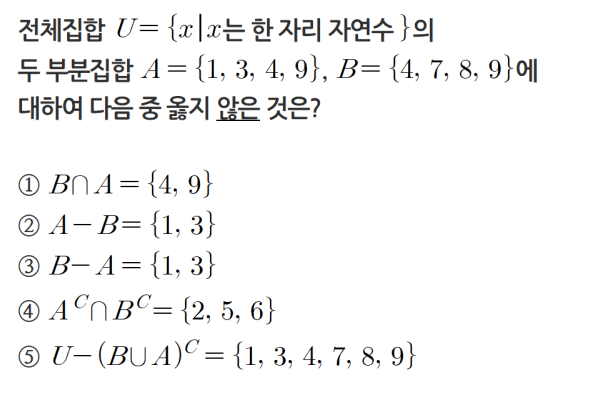 전체집합 U={x|x는 한 자리 자연수}의
두 부분집합 A={1, 3, 4, 9}, B={4, 7, 8, 9}에
대하여 다음 중 옳지 않은 것은?
① B∩A={4, 9}
② A−B={1, 3}
③ B−A={1, 3}
④ A^C∩B^C={2, 5, 6}
⑤ U−(B∪A)^C={1, 3, 4, 7, 8, 9}